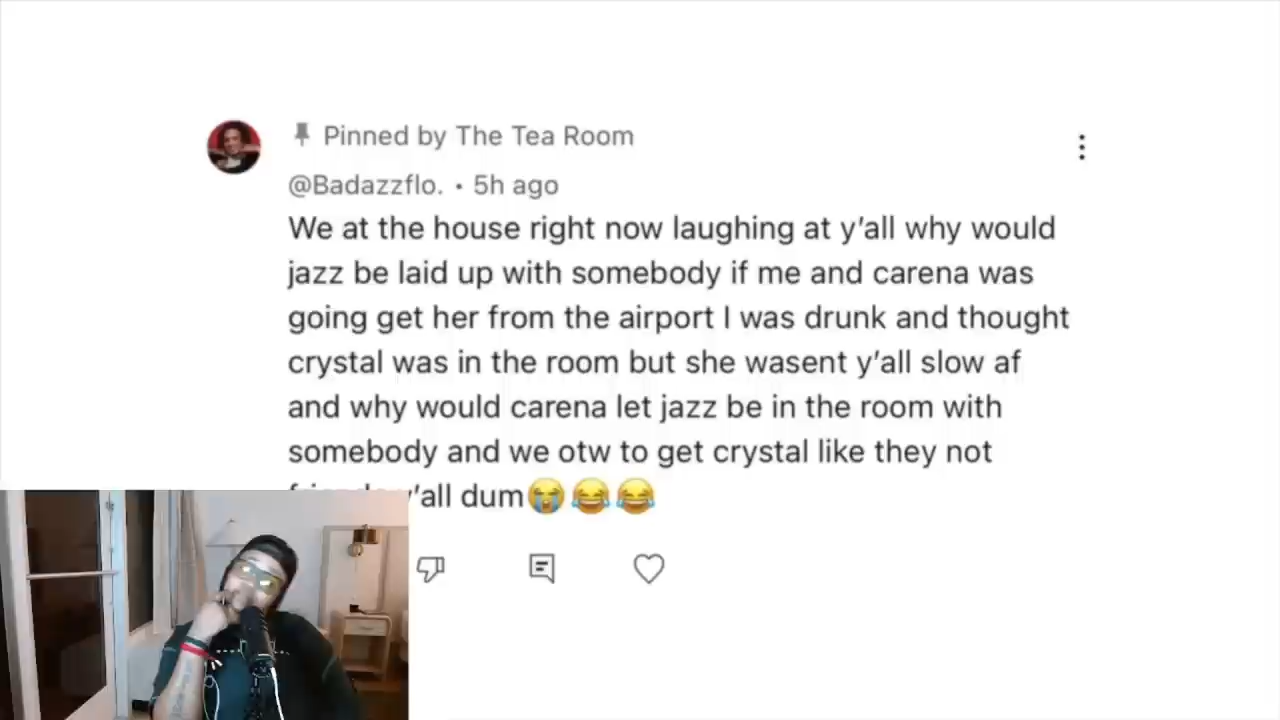 Pinned by The Tea Room
@Badazzflo. • 5h ago
We at the house right now laughing at y’all why would
jazz be laid up with somebody if me and carena was
going get her from the airport I was drunk and thought
crystal was in the room but she wasent y’all slow af
and why would carena let jazz be in the room with
somebody and we otw to get crystal like they not
y’all dum😭😂😂